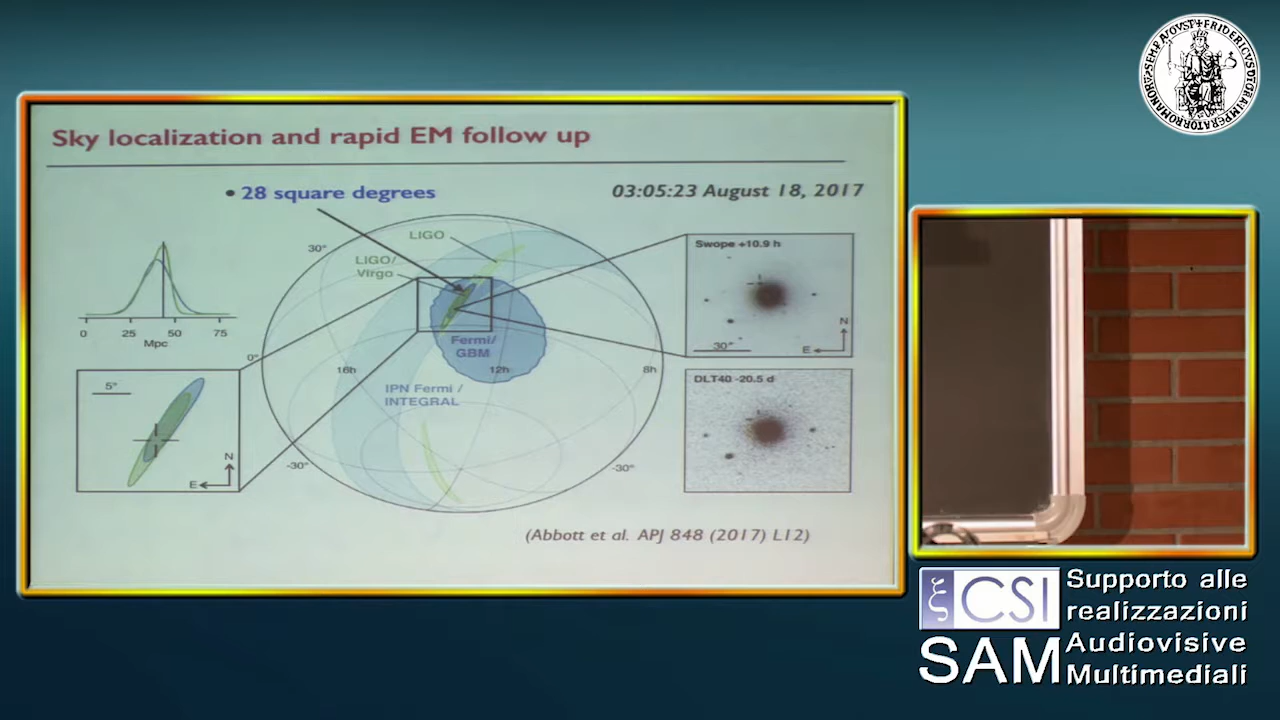 Sky localization and rapid EM follow up
• 28 square degrees
03:05:23 August 18, 2017
LIGO
30°
LIGO/
Virgo
Swope +10.9 h
N
30"
E
0 25 50 75
Mpc
0°
Fermi/
GBM
16h
12h
8h
IPN Fermi /
INTEGRAL
5°
N
E
DLT40 -20.5 d
-30°
-30°
(Abbott et al. APJ 848 (2017) L12)
ξ CSI
SAM
Supporto alle
realizzazioni
Audiovisive
Multimediali